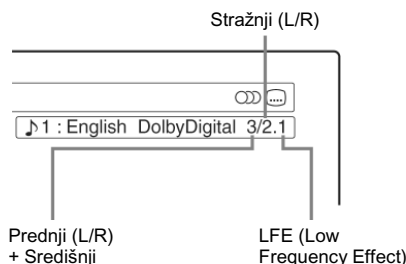 Stražnji (L/R)
♪1 : English DolbyDigital 3/2.1
Prednji (L/R)
+ Središnji
LFE (Low
Frequency Effect)